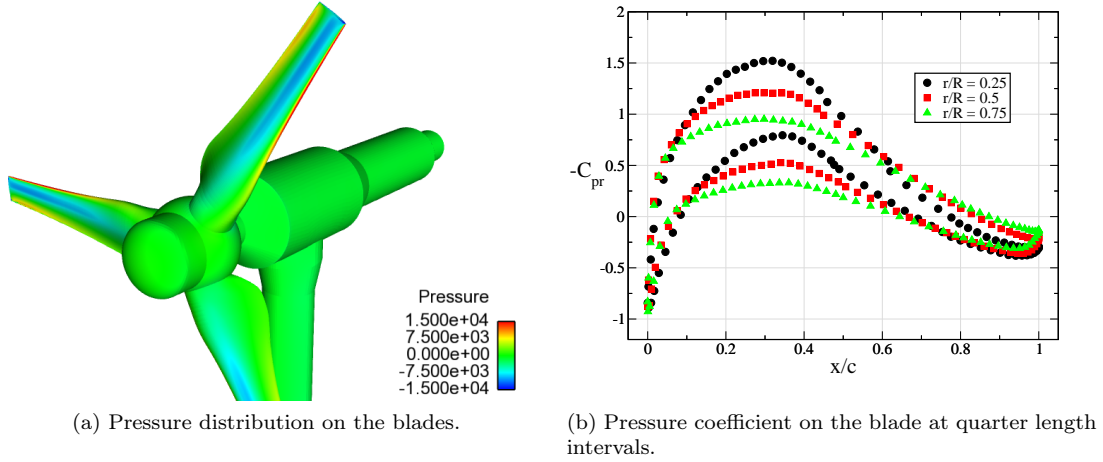 Pressure
1.500e+04
7.500e+03
0.000e+00
-7.500e+03
-1.500e+04
(a) Pressure distribution on the blades.
2
1.5
1
0.5
0
-0.5
-1
-C_pr
r/R = 0.25
r/R = 0.5
r/R = 0.75
0 0.2 0.4 0.6 0.8 1
x/c
(b) Pressure coefficient on the blade at quarter length
intervals.